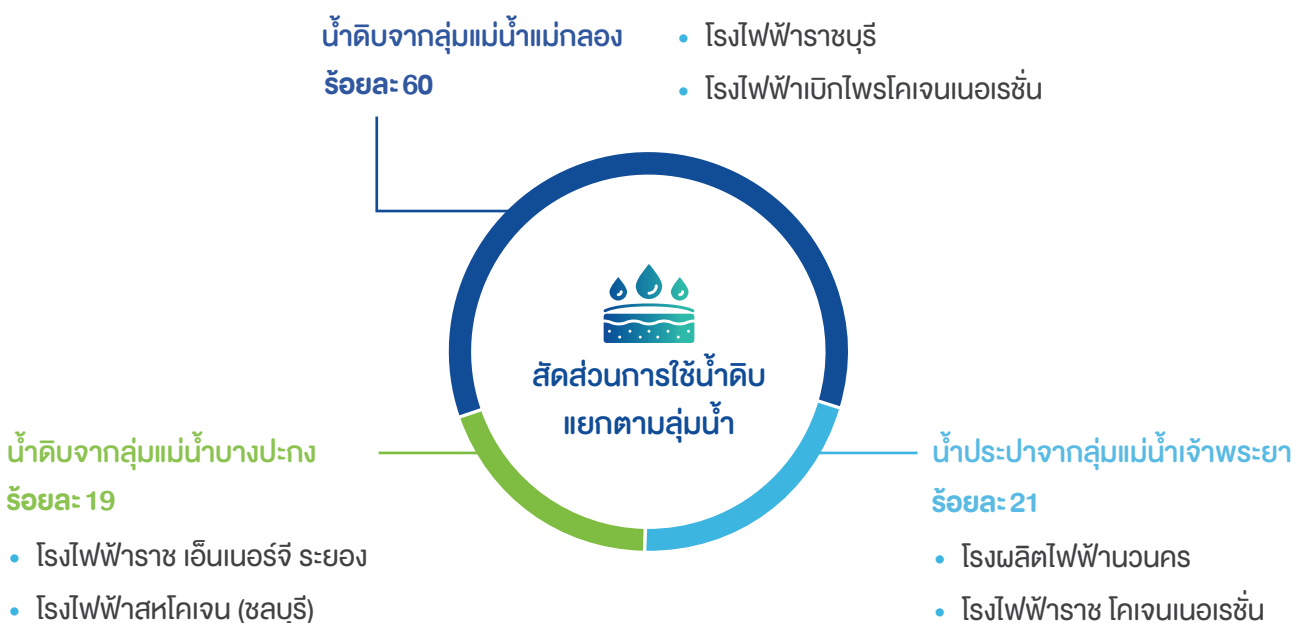 น้ำดิบจากลุ่มแม่น้ำแม่กลอง
ร้อยละ 60
• โรงไฟฟ้าราชบุรี
• โรงไฟฟ้าเบิกไพรโคเจนเนอเรชั่น
สัดส่วนการใช้น้ำดิบ
แยกตามลุ่มน้ำ
น้ำดิบจากลุ่มแม่น้ำบางปะกง
ร้อยละ 19
• โรงไฟฟ้าราช เอ็นเนอร์จี ระยอง
• โรงไฟฟ้าสหโคเจน (ชลบุรี)
น้ำประปาจากลุ่มแม่น้ำเจ้าพระยา
ร้อยละ 21
• โรงผลิตไฟฟ้านวนคร
• โรงไฟฟ้าราช โคเจนเนอเรชั่น